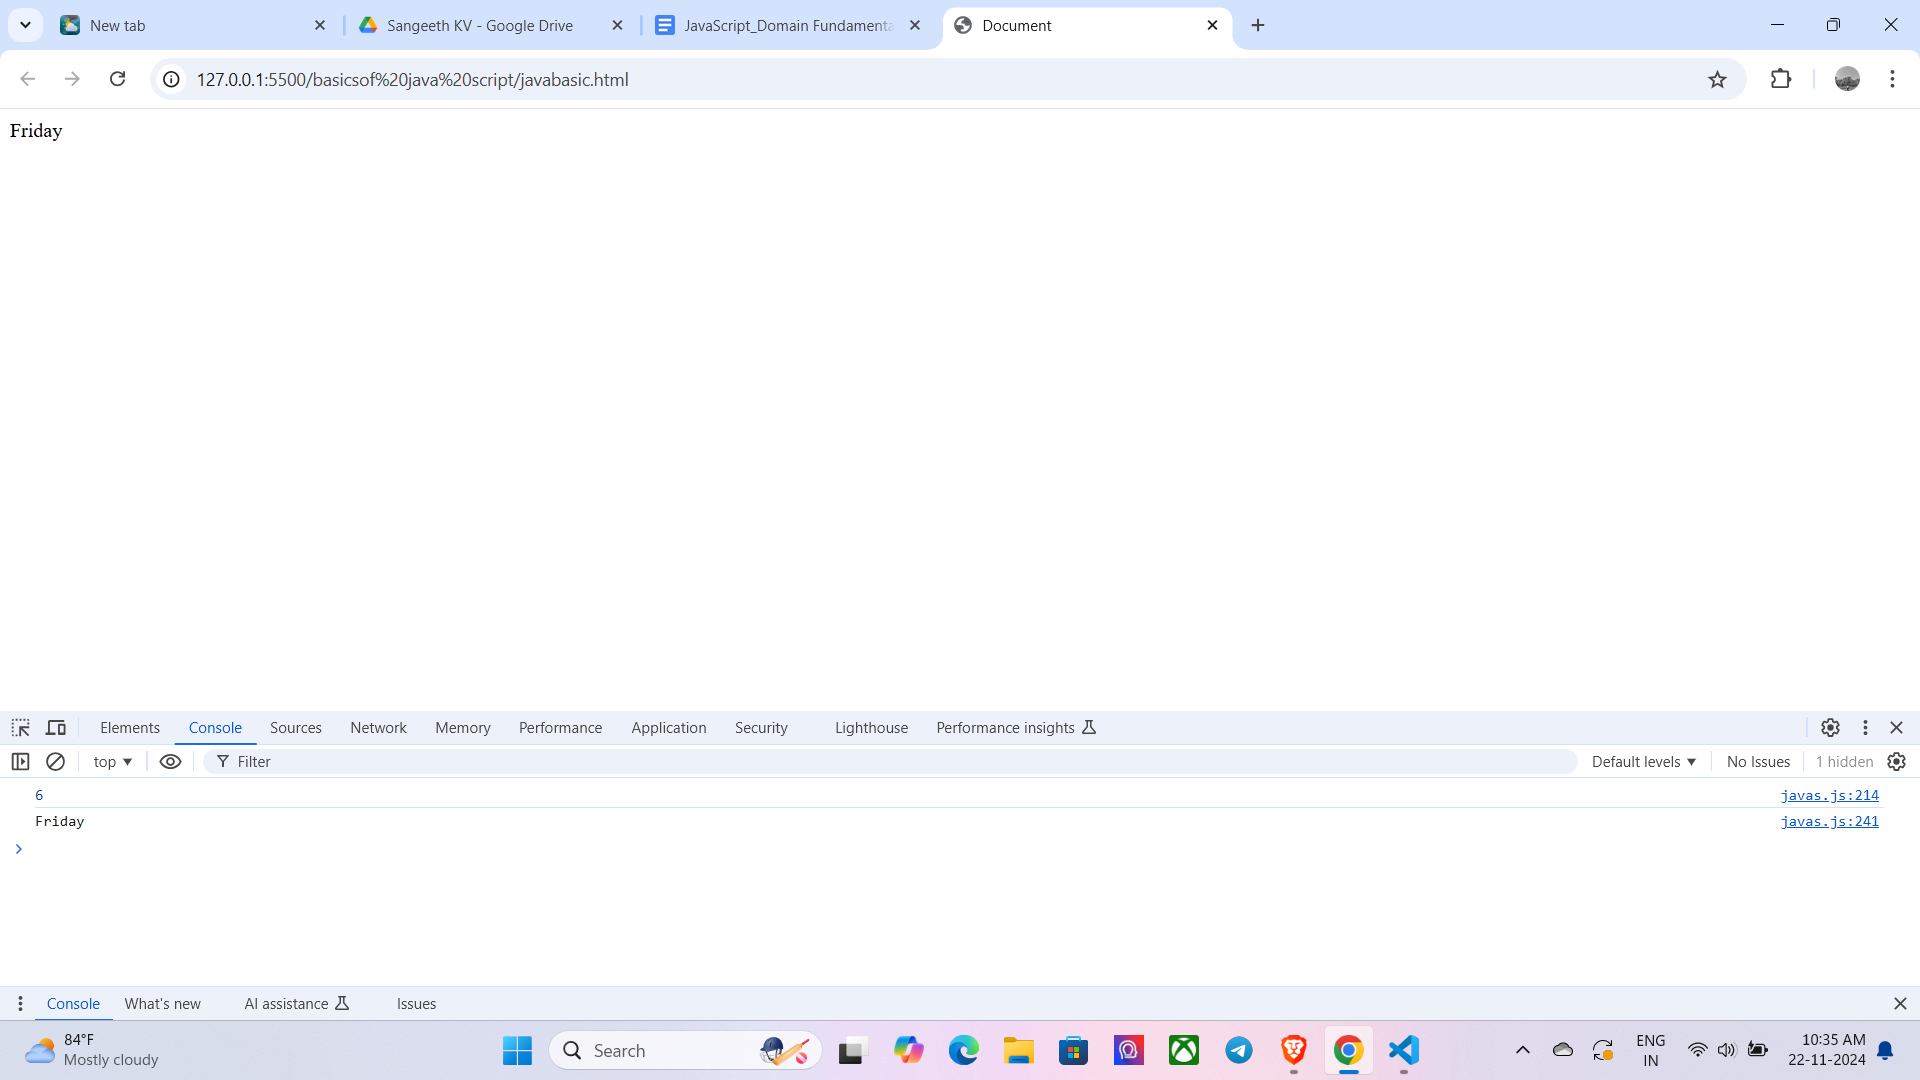 New tab
Sangeeth KV - Google Drive
JavaScript_Domain Fundamenta
Document
127.0.0.1:5500/basicsof%20java%20script/javabasic.html
Friday
Elements Console Sources Network Memory Performance Application Security Lighthouse Performance insights
top Filter Default levels No Issues 1 hidden
6 javas.js:214
Friday javas.js:241
Console What's new AI assistance Issues
84°F
Mostly cloudy
Search
ENG
IN
10:35 AM
22-11-2024